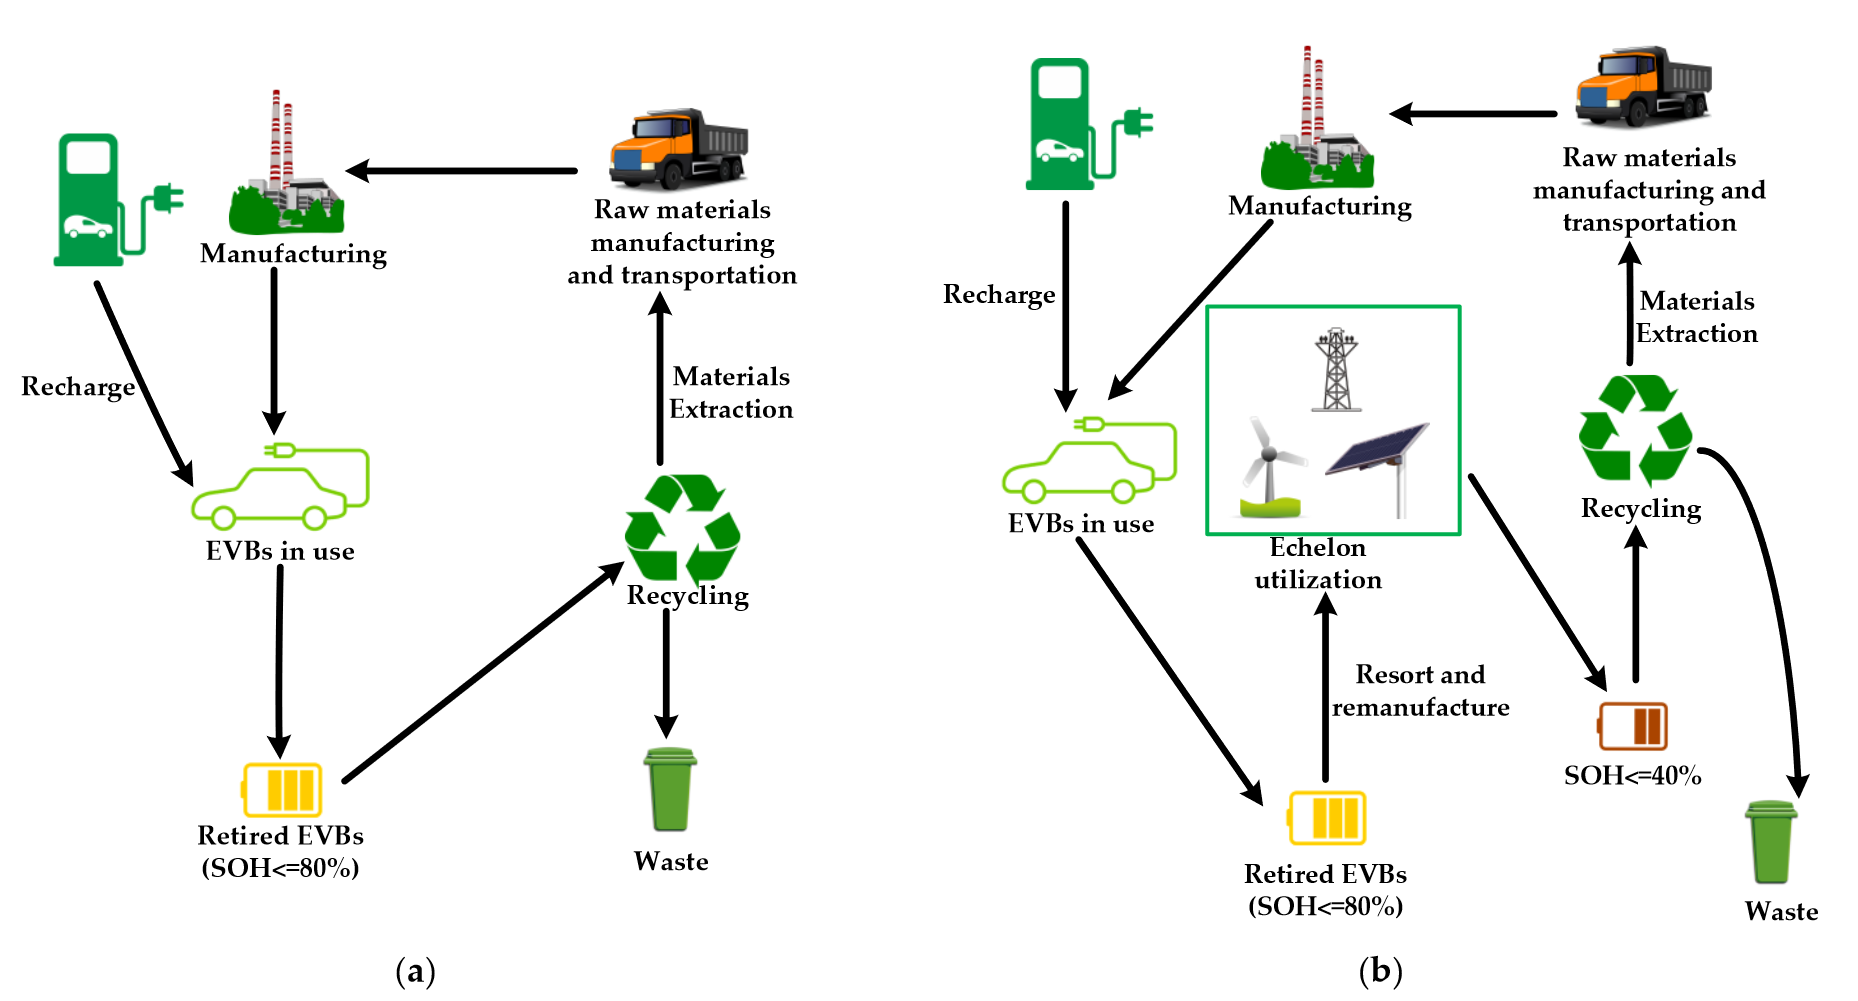 Manufacturing
Raw materials
manufacturing
and transportation
Recharge
Materials
Extraction
EVBs in use
Recycling
Retired EVBs
(SOH<=80%)
Waste
(a)
Manufacturing
Raw materials
manufacturing and
transportation
Recharge
Materials
Extraction
EVBs in use
Recycling
Echelon
utilization
Resort and
remanufacture
SOH<=40%
Retired EVBs
(SOH<=80%)
Waste
(b)